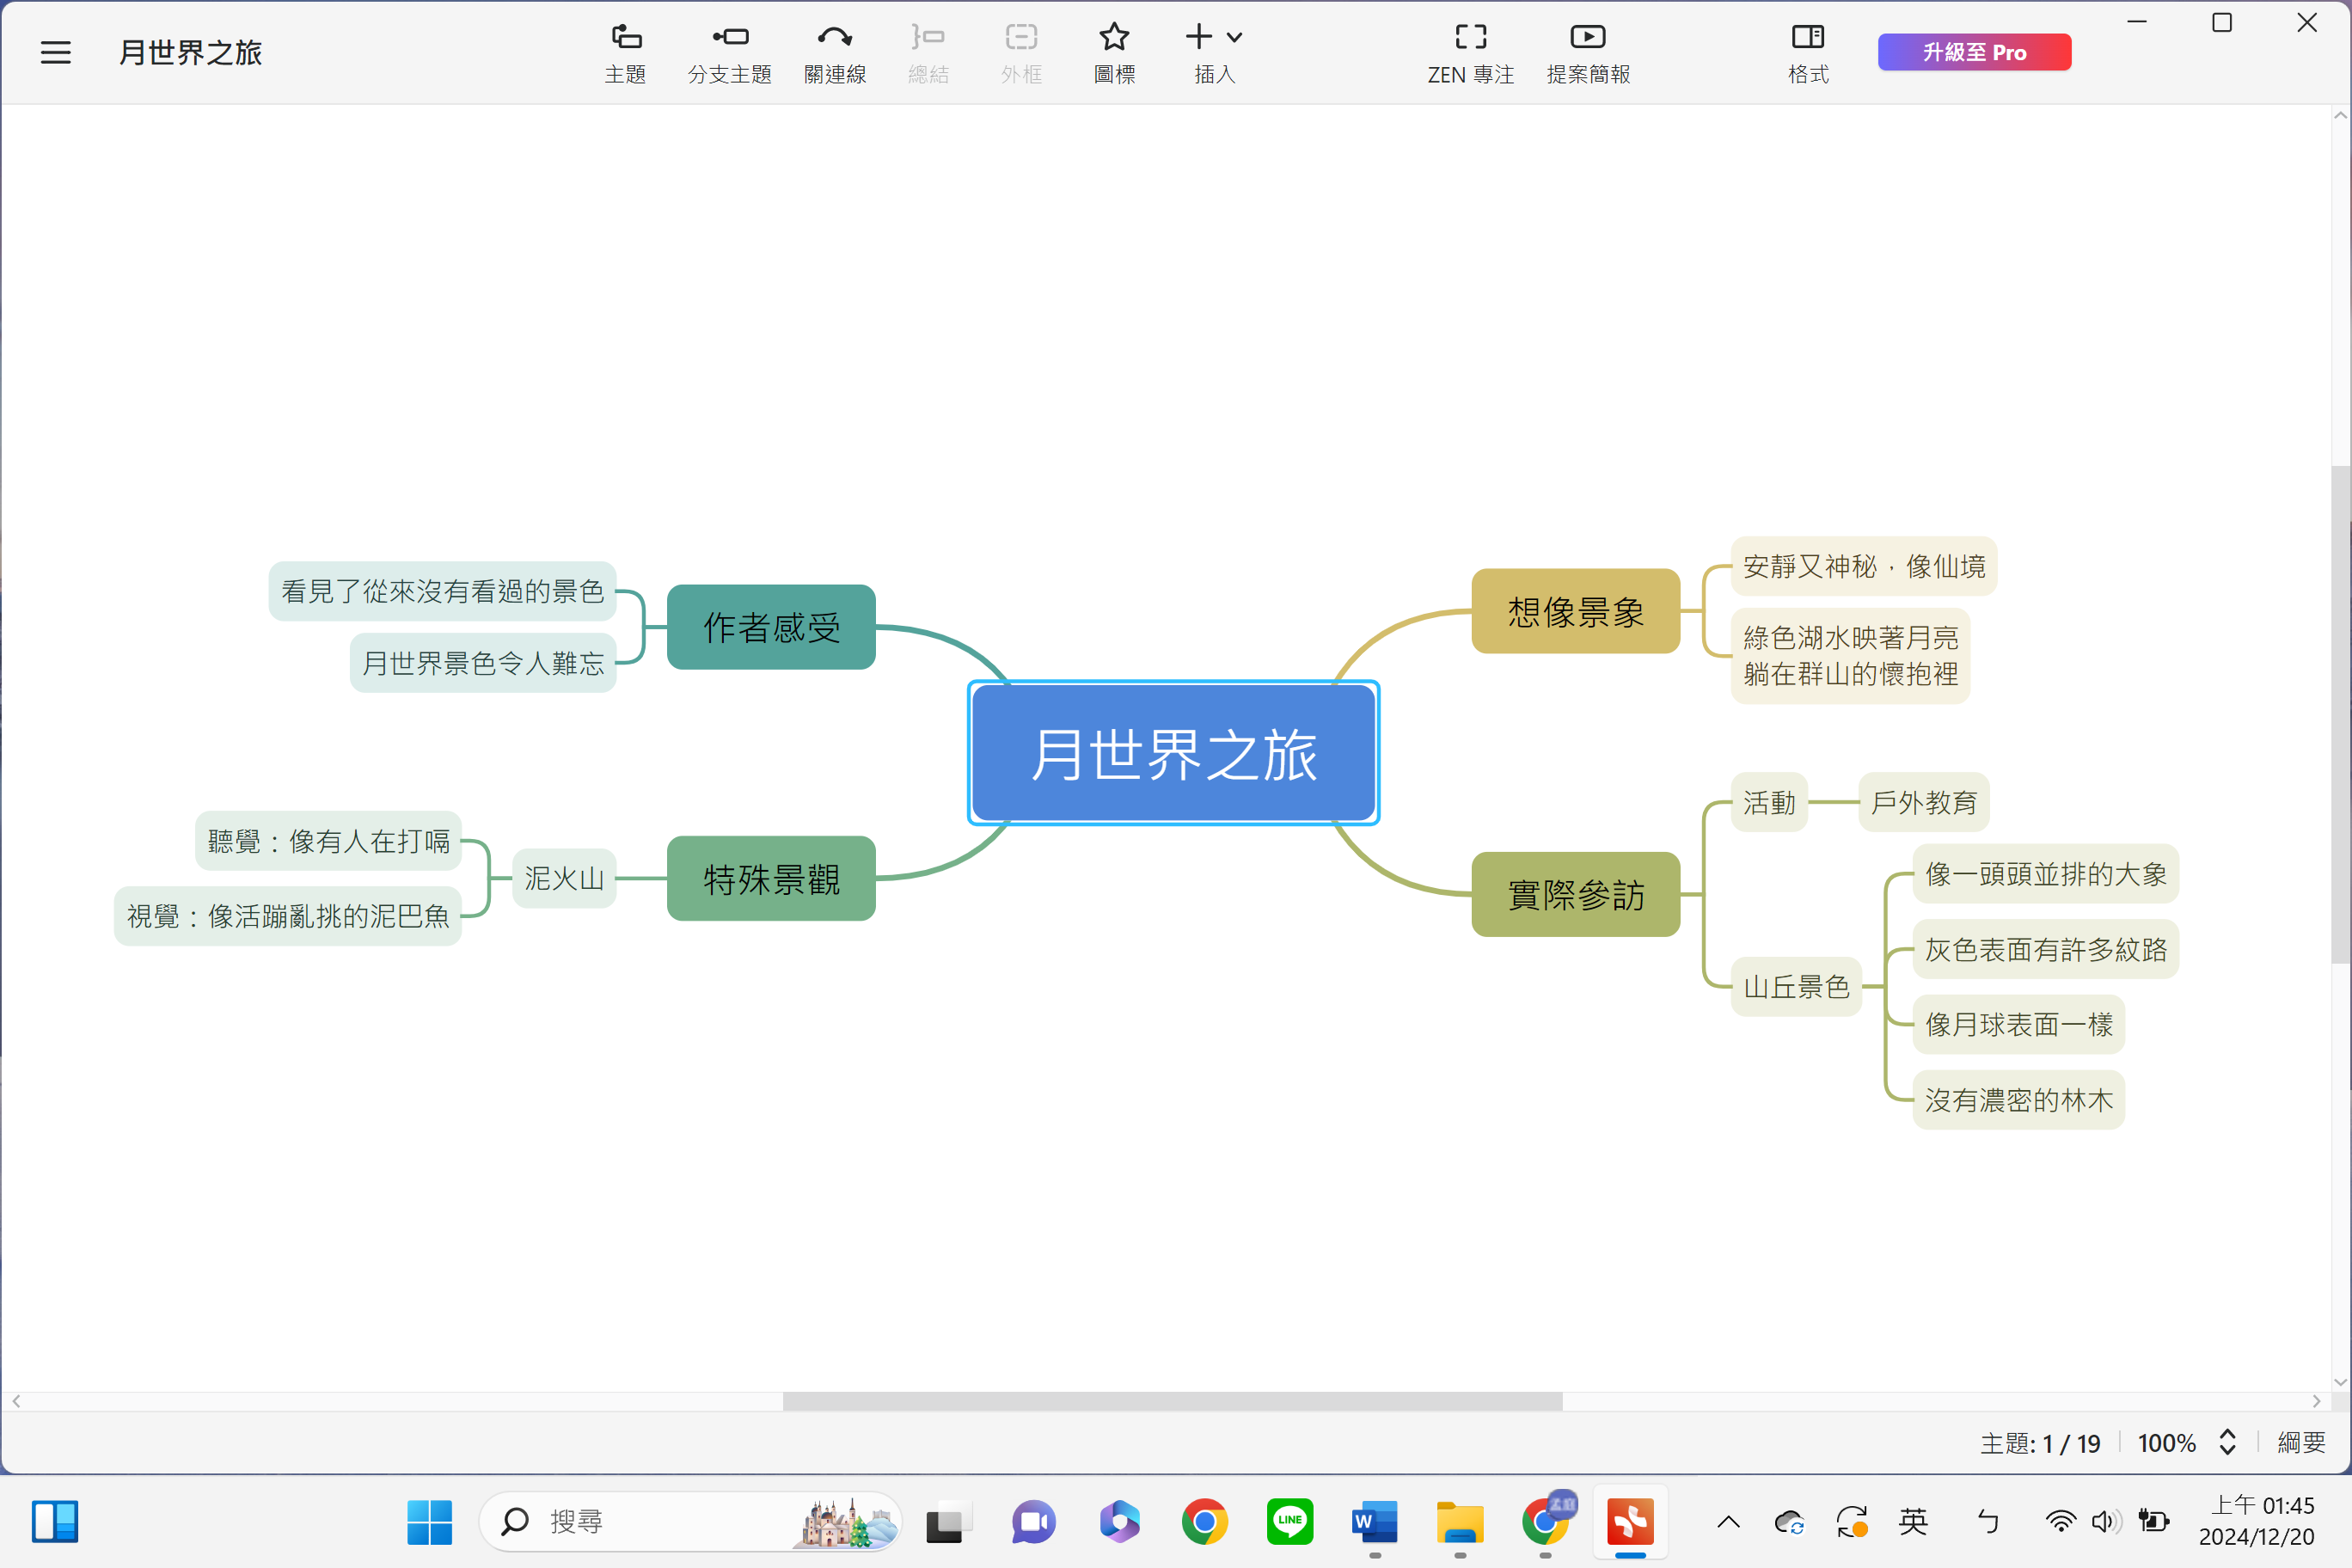 月世界之旅
主題
分支主題
關連線
總結
外框
圖標
插入
ZEN 專注
提案簡報
格式
升級至 Pro
看見了從來沒有看過的景色
月世界景色令人難忘
作者感受
聽覺：像有人在打嗝
視覺：像活蹦亂挑的泥巴魚
泥火山
特殊景觀
月世界之旅
想像景象
安靜又神秘，像仙境
綠色湖水映著月亮
躺在群山的懷抱裡
實際參訪
活動
戶外教育
山丘景色
像一頭頭並排的大象
灰色表面有許多紋路
像月球表面一樣
沒有濃密的林木
主題: 1 / 19
100%
綱要
搜尋
LINE
W
英
ㄣ
上午 01:45
2024/12/20